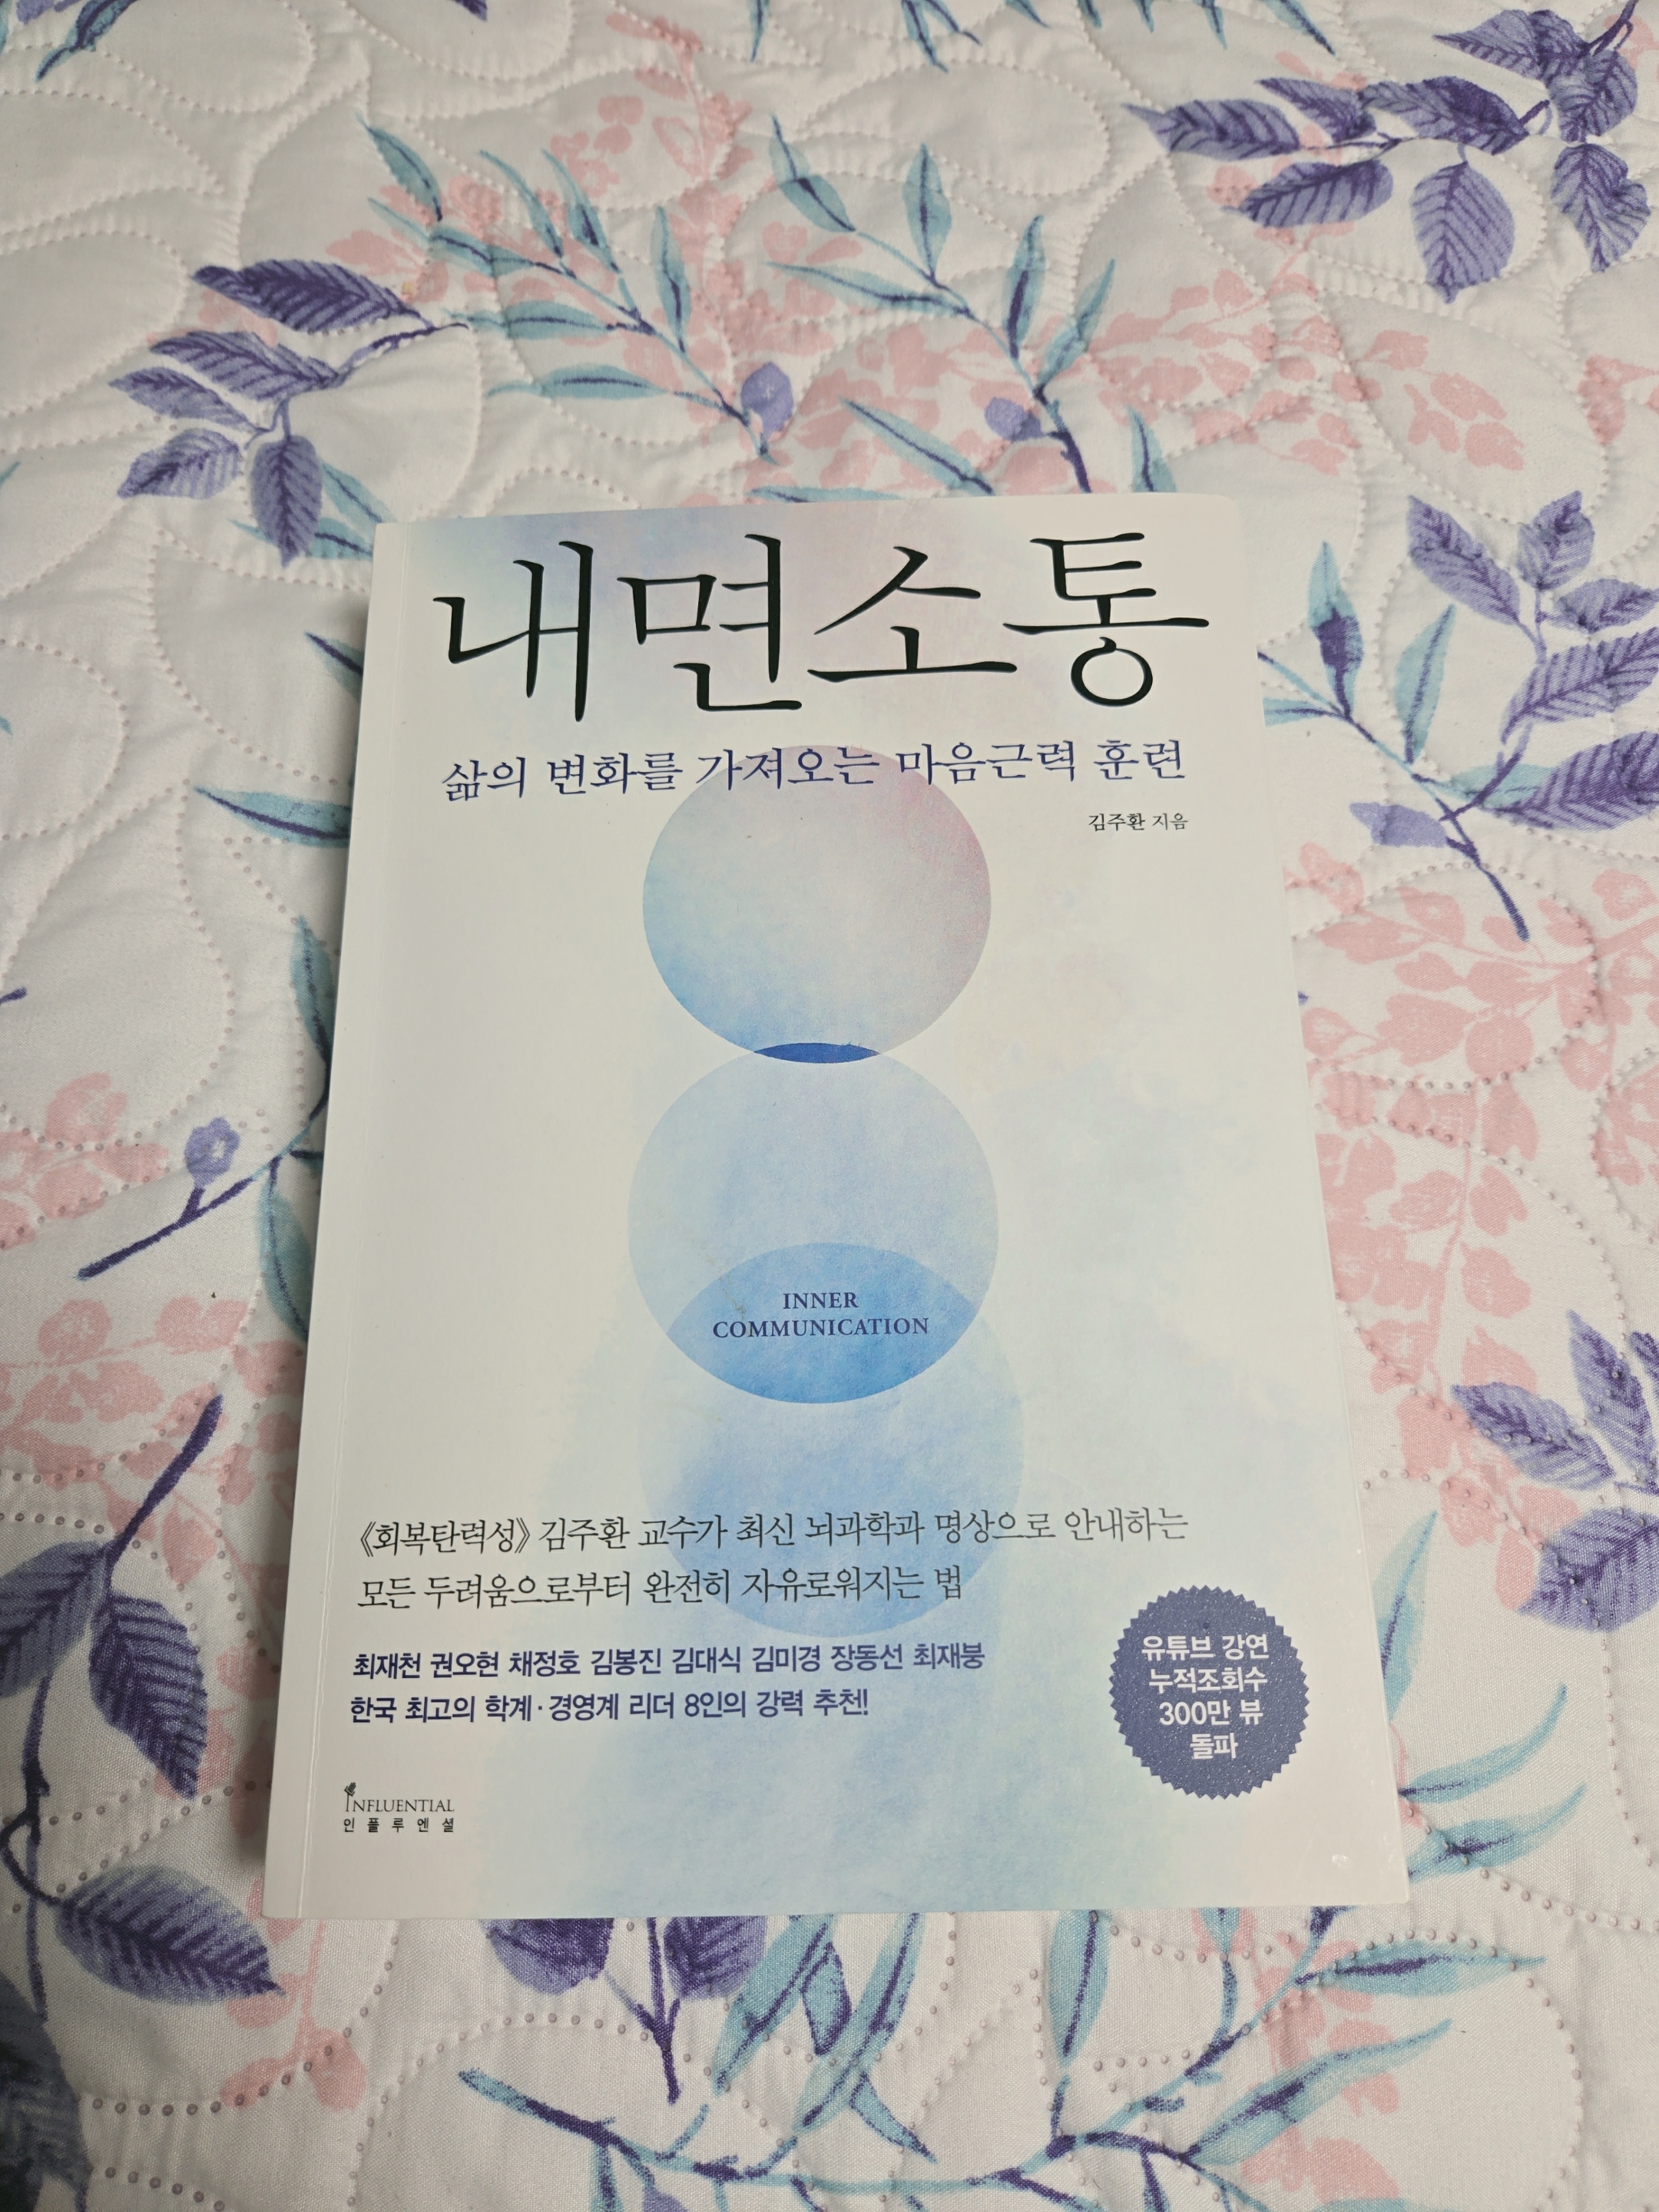 내면소통
삶의 변화를 가져오는 마음근력 훈련
김주환 지음
INNER
COMMUNICATION
《회복탄력성》 김주환 교수가 최신 뇌과학과 명상으로 안내하는
모든 두려움으로부터 완전히 자유로워지는 법
최재천 권오현 채정호 김봉진 김대식 김미경 장동선 최재붕
한국 최고의 학계·경영계 리더 8인의 강력 추천!
유튜브 강연
누적조회수
300만 뷰
돌파
INFLUENTIAL
인플루엔셜